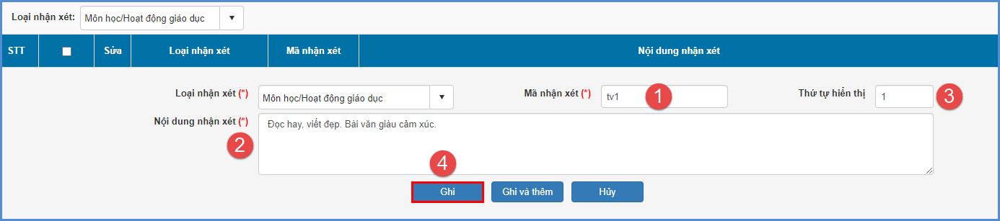 Loại nhận xét: Môn học/Hoạt động giáo dục
STT Sửa Loại nhận xét Mã nhận xét Nội dung nhận xét
Loại nhận xét (*) Môn học/Hoạt động giáo dục Mã nhận xét (*) tv1 1 Thứ tự hiển thị 1 3
Nội dung nhận xét (*) Đọc hay, viết đẹp. Bài văn giàu cảm xúc.
2
4
Ghi Ghi và thêm Hủy